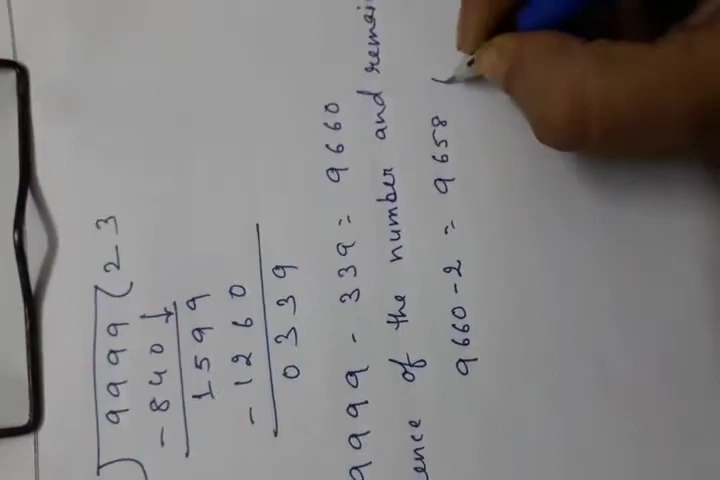 9999 ( 23
- 840↓
1599
- 1260
0339
9999 - 339 = 9660
of the number and
9660 - 2 = 9658